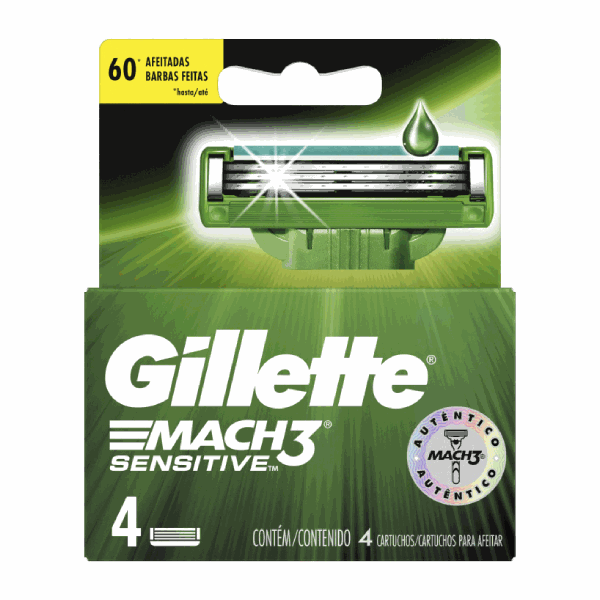 60* AFEITADAS
BARBAS FEITAS
*hasta/até
Gillette®
MACH3®
SENSITIVE™
AUTÊNTICO
MACH3®
AUTÉNTICO
4
CONTÉM/CONTENIDO 4 CARTUCHOS/CARTUCHOS PARA AFEITAR